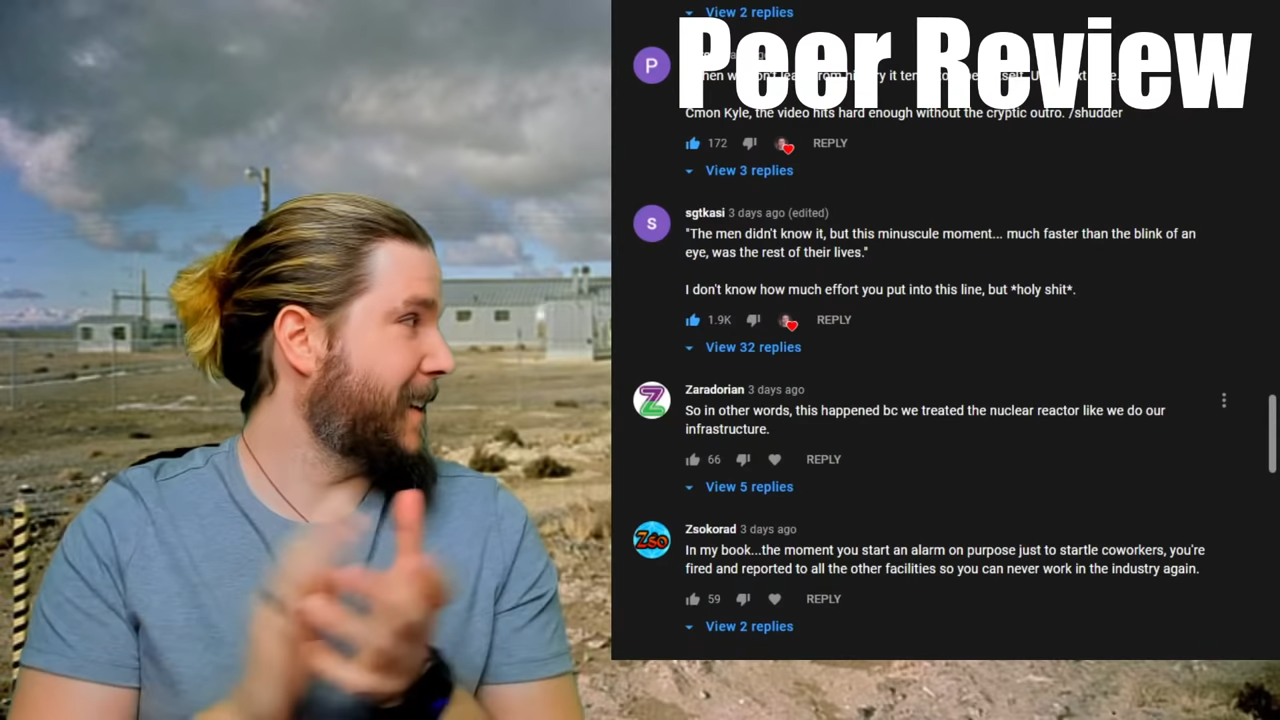 View 2 replies
Peer Review
P
Cmon Kyle, the video hits hard enough without the cryptic outro. /shudder
172 REPLY
View 3 replies
S
sgtkasi 3 days ago (edited)
"The men didn't know it, but this minuscule moment... much faster than the blink of an
eye, was the rest of their lives."
I don't know how much effort you put into this line, but *holy shit*.
1.9K REPLY
View 32 replies
Z
Zaradorian 3 days ago
So in other words, this happened bc we treated the nuclear reactor like we do our
infrastructure.
66 REPLY
View 5 replies
Zso
Zsokorad 3 days ago
In my book...the moment you start an alarm on purpose just to startle coworkers, you're
fired and reported to all the other facilities so you can never work in the industry again.
59 REPLY
View 2 replies